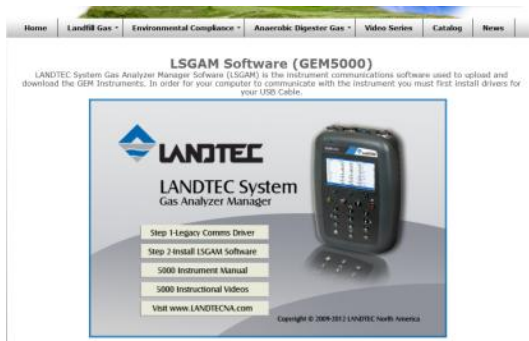 Home Landfill Gas Environmental Compliance Anaerobic Digester Gas Video Series Catalog News
LSGAM Software (GEM5000)
LANDTEC System Gas Analyzer Manager Sofware (LSGAM) is the instrument communications software used to upload and
download the GEM Instruments. In order for your computer to communicate with the instrument you must first install drivers for
your USB Cable.
LANDTEC
LANDTEC System
Gas Analyzer Manager
Step 1-Legacy Comms Driver
Step 2-Install LSGAM Software
5000 Instrument Manual
5000 Instructional Videos
Visit www.LANDTECNA.com
Copyright © 2009-2012 LANDTEC North America